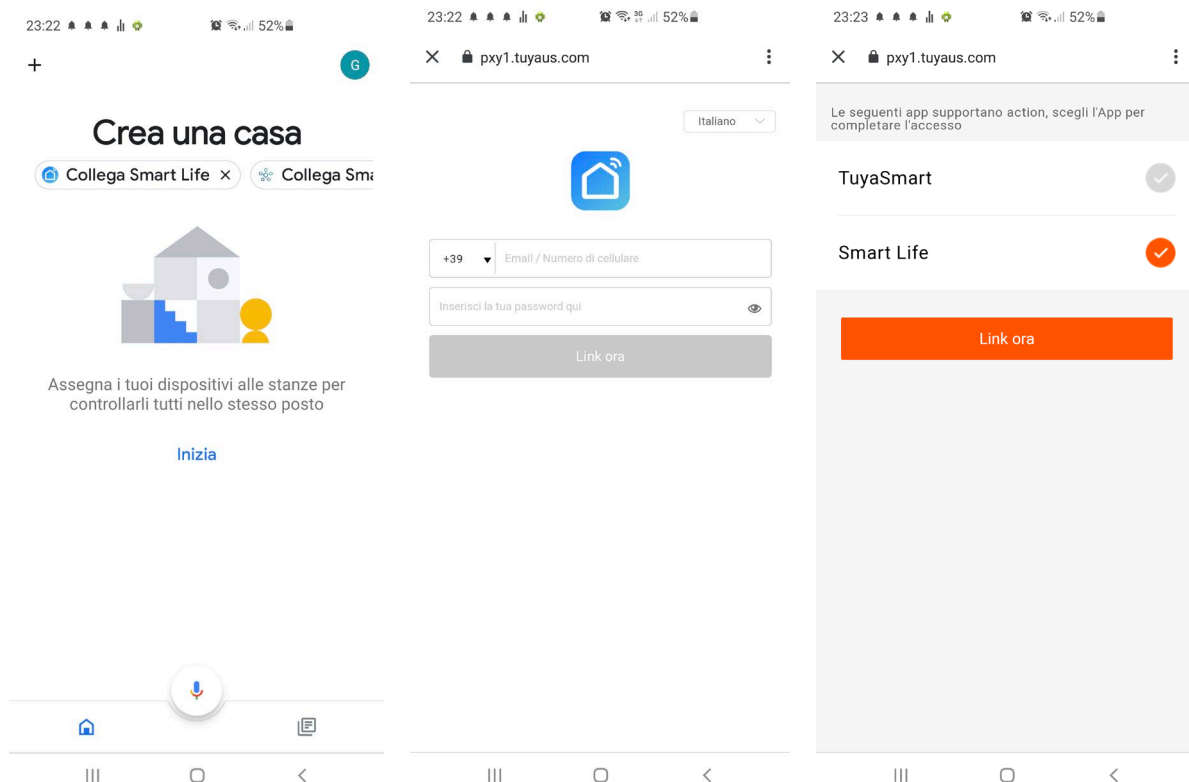 23:22 52%
G
Crea una casa
Collega Smart Life × Collega Sma
Assegna i tuoi dispositivi alle stanze per
controllarli tutti nello stesso posto
Inizia
23:22 3G 52%
pxy1.tuyaus.com
Italiano
+39 Email / Numero di cellulare
Inserisci la tua password qui
Link ora
23:23 52%
pxy1.tuyaus.com
Le seguenti app supportano action, scegli l'App per
completare l'accesso
TuyaSmart
Smart Life
Link ora